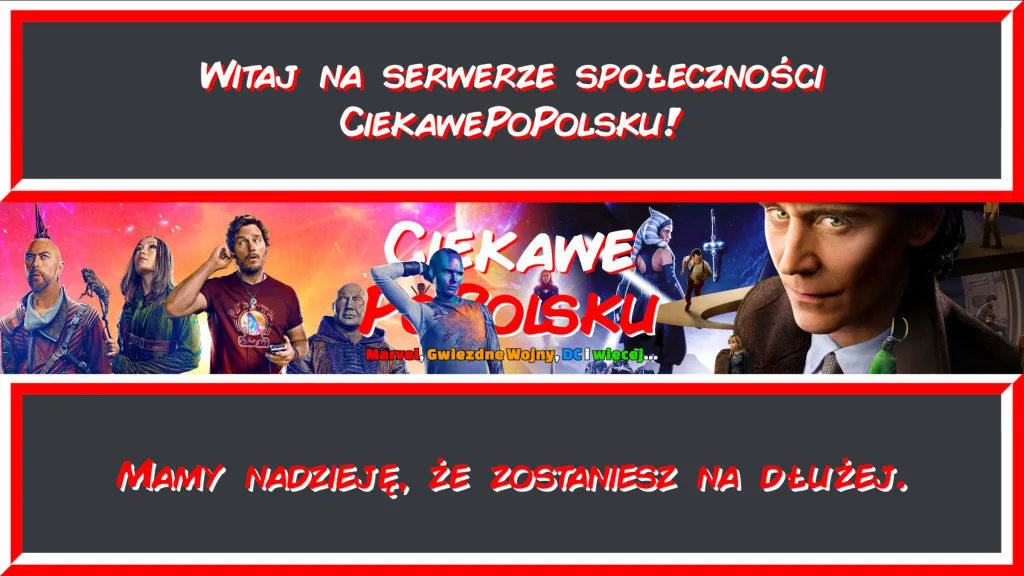 Witaj na serwerze społeczności
CiekawePoPolsku!
Ciekawe
PoPolsku
Marvel, Gwiezdne Wojny, DC i więcej...
Mamy nadzieję, że zostaniesz na dłużej.